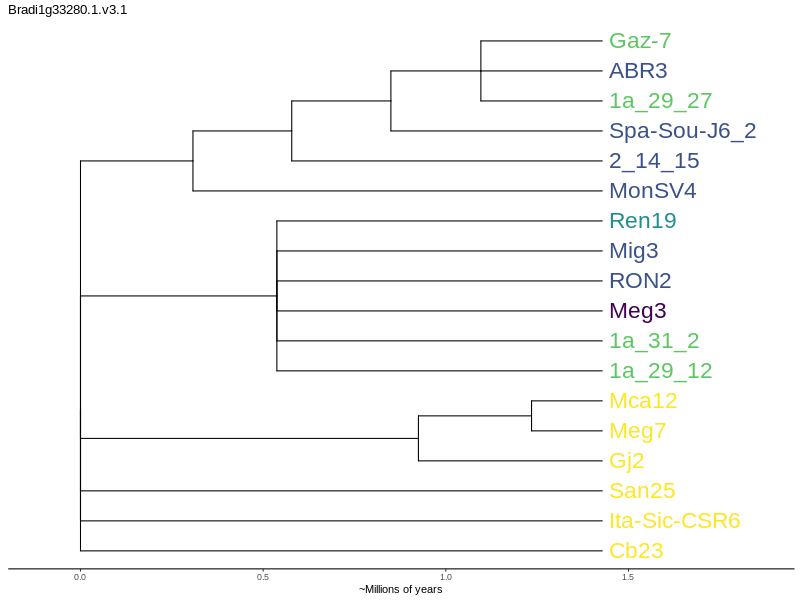 Bradi1g33280.1.v3.1
Gaz-7
ABR3
1a_29_27
Spa-Sou-J6_2
2_14_15
MonSV4
Ren19
Mig3
RON2
Meg3
1a_31_2
1a_29_12
Mca12
Meg7
Gj2
San25
Ita-Sic-CSR6
Cb23
0.0 0.5 1.0 1.5
~Millions of years